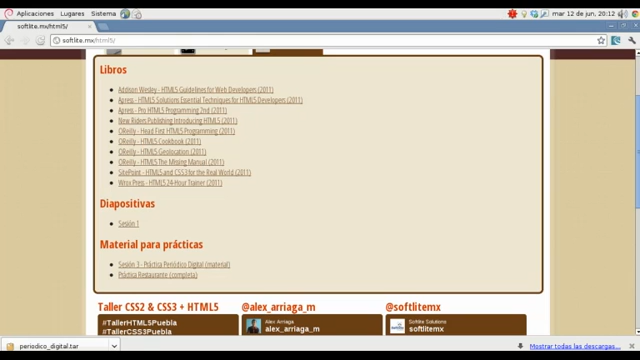 Aplicaciones Lugares Sistema
mar 12 de jun, 20:12
softlite.mx/html5/
softlite.mx/html5/
Libros
Addison Wesley - HTML5 Guidelines for Web Developers (2011)
Apress - HTML5 Solutions Essential Techniques for HTML5 Developers (2011)
Apress - Pro HTML5 Programming 2nd (2011)
New Riders Publishing Introducing HTML5 (2011)
OReilly - Head First HTML5 Programming (2011)
OReilly - HTML5 Cookbook (2011)
OReilly - HTML5 Geolocation (2011)
OReilly - HTML5 The Missing Manual (2011)
SitePoint - HTML5 and CSS3 for the Real World (2011)
Wrox Press - HTML5 24-Hour Trainer (2011)
Diapositivas
Sesión 1
Material para prácticas
Sesión 3 - Práctica Periódico Digital (material)
Práctica Restaurante (completa)
Taller CSS2 & CSS3 + HTML5
@alex_arriaga_m
@softlitemx
#TallerHTML5Puebla
#TallerCSS3Puebla
Alex Arriaga
alex_arriaga_m
Softlite Solutions
softlitemx
periodico_digital.tar
Mostrar todas las descargas...